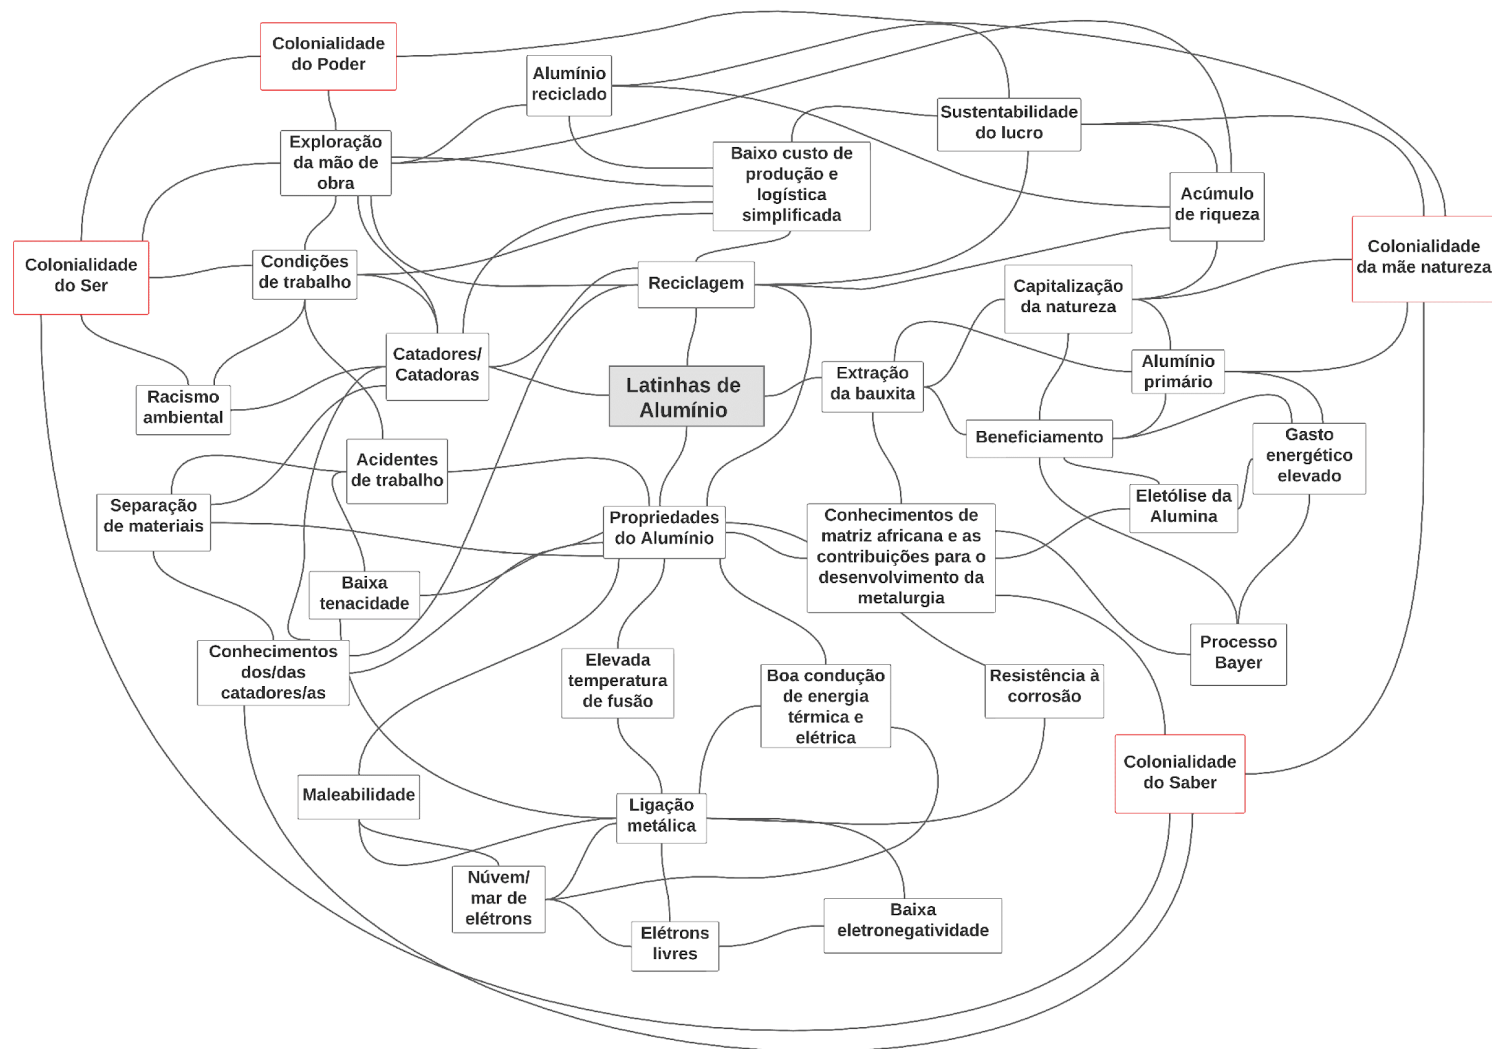 Colonialidade
do Poder
Alumínio
reciclado
Sustentabilidade
do lucro
Exploração
da mão de
obra
Baixo custo de
produção e
logística
simplificada
Acúmulo
de riqueza
Colonialidade
da mãe natureza
Colonialidade
do Ser
Condições
de trabalho
Reciclagem
Capitalização
da natureza
Catadores/
Catadoras
Latinhas de
Alumínio
Extração
da bauxita
Alumínio
primário
Racismo
ambiental
Beneficiamento
Gasto
energético
elevado
Acidentes
de trabalho
Separação
de materiais
Propriedades
do Alumínio
Conhecimentos de
matriz africana e as
contribuições para o
desenvolvimento da
metalurgia
Eletólise da
Alumina
Baixa
tenacidade
Conhecimentos
dos/das
catadores/as
Elevada
temperatura
de fusão
Boa condução
de energia
térmica e
elétrica
Resistência à
corrosão
Processo
Bayer
Colonialidade
do Saber
Maleabilidade
Ligação
metálica
Núvem/
mar de
elétrons
Elétrons
livres
Baixa
eletronegatividade